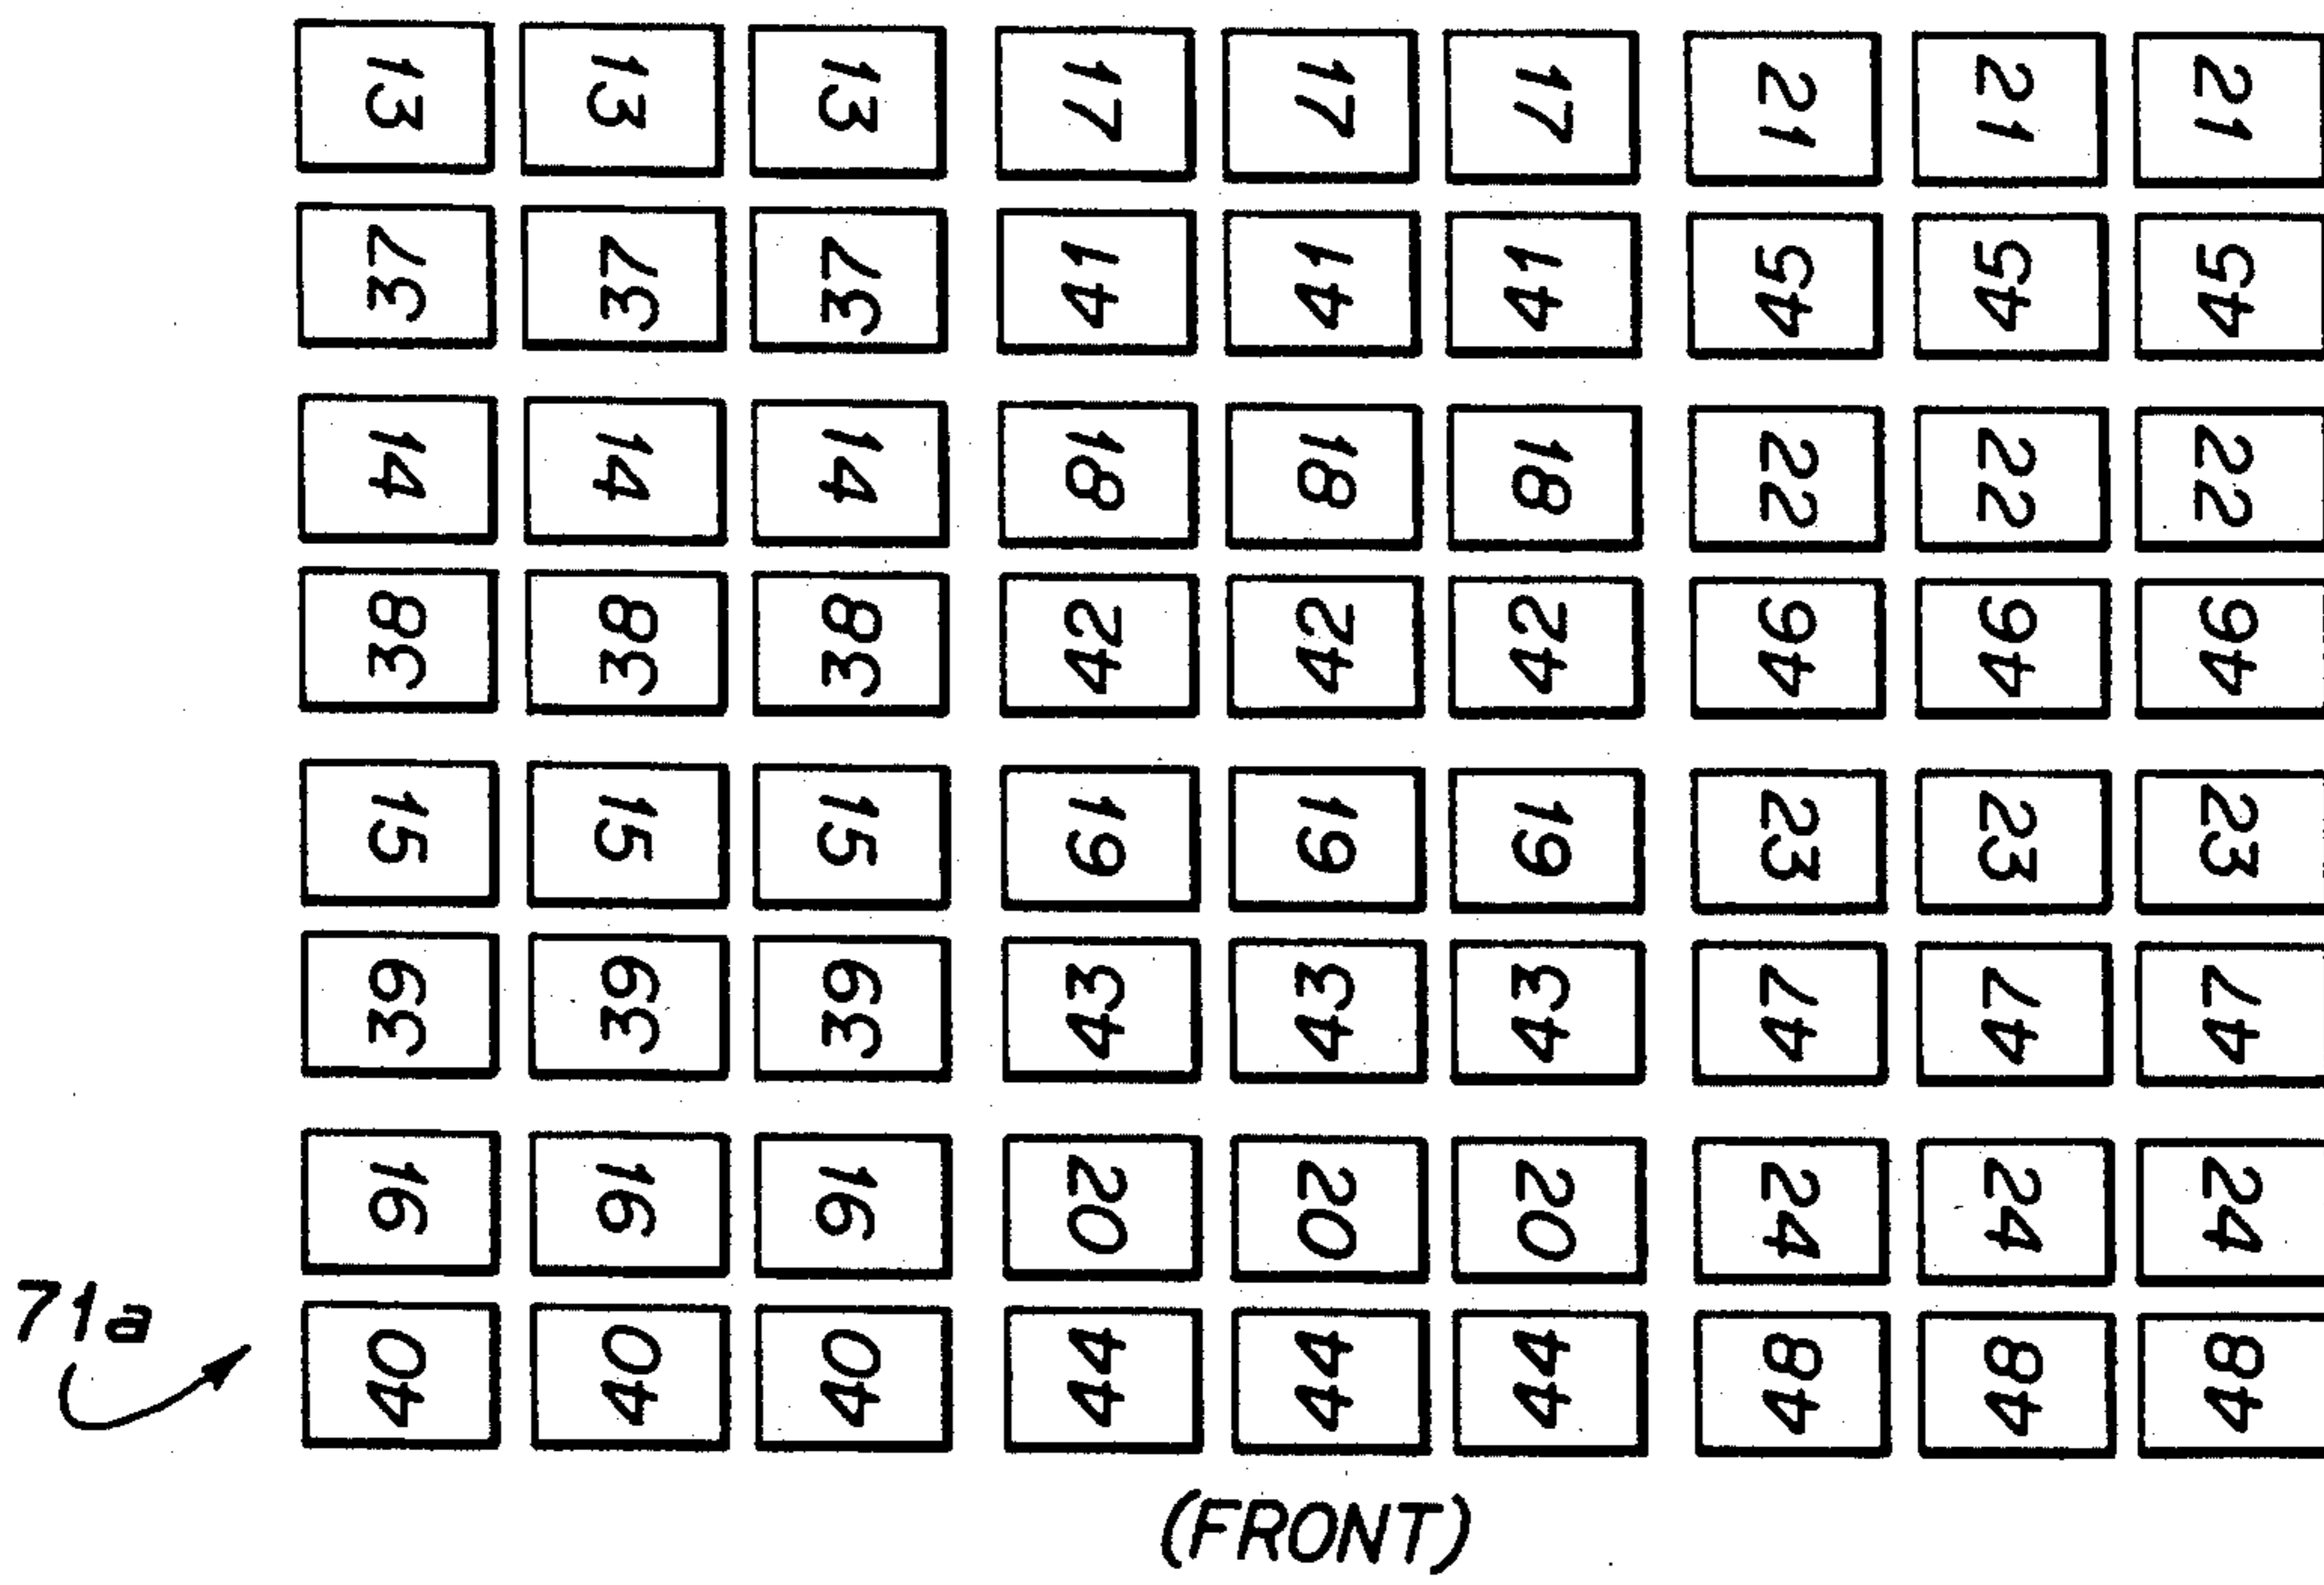 13 13 13 17 17 17 21 21 21
37 37 37 41 41 41 45 45 45
14 14 14 18 18 18 22 22 22
38 38 38 42 42 42 46 46 46
15 15 15 19 19 19 23 23 23
39 39 39 43 43 43 47 47 47
16 16 16 20 20 20 24 24 24
71a
40 40 40 44 44 44 48 48 48
(FRONT)